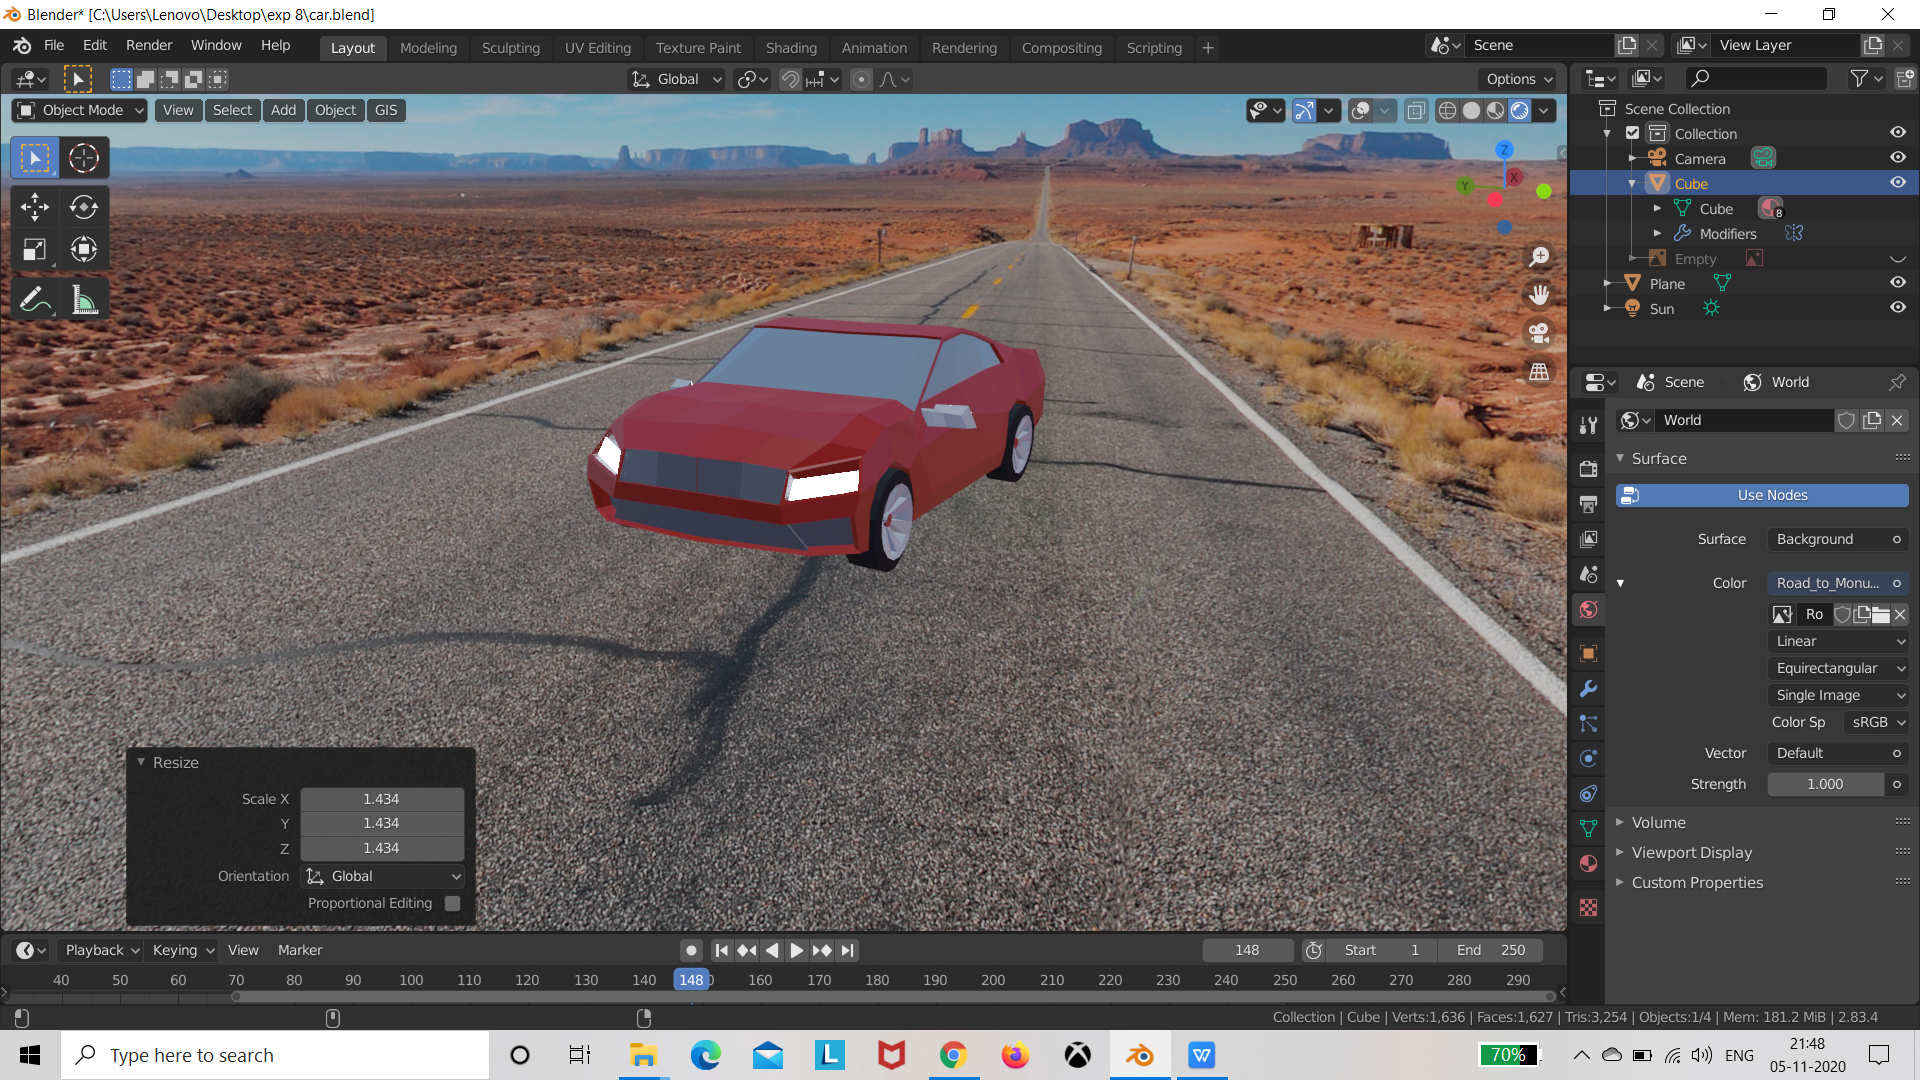 Blender* [C:\Users\Lenovo\Desktop\exp 8\car.blend]
File Edit Render Window Help Layout Modeling Sculpting UV Editing Texture Paint Shading Animation Rendering Compositing Scripting + Scene View Layer
Global Options
Object Mode View Select Add Object GIS
Scene Collection
Collection
Camera
Cube
Cube 8
Modifiers
Empty
Plane
Sun
Z
Y
X
Scene World
World
Surface
Use Nodes
Surface Background
Color Road_to_Monu...
Ro
Linear
Equirectangular
Single Image
Color Sp sRGB
Vector Default
Strength 1.000
Volume
Viewport Display
Custom Properties
Resize
Scale X 1.434
Y 1.434
Z 1.434
Orientation Global
Proportional Editing
Playback Keying View Marker 148 Start 1 End 250
40 50 60 70 80 90 100 110 120 130 140 148 160 170 180 190 200 210 220 230 240 250 260 270 280 290
Collection | Cube | Verts:1,636 | Faces:1,627 | Tris:3,254 | Objects:1/4 | Mem: 181.2 MiB | 2.83.4
Type here to search
L
W
70%
ENG
21:48
05-11-2020